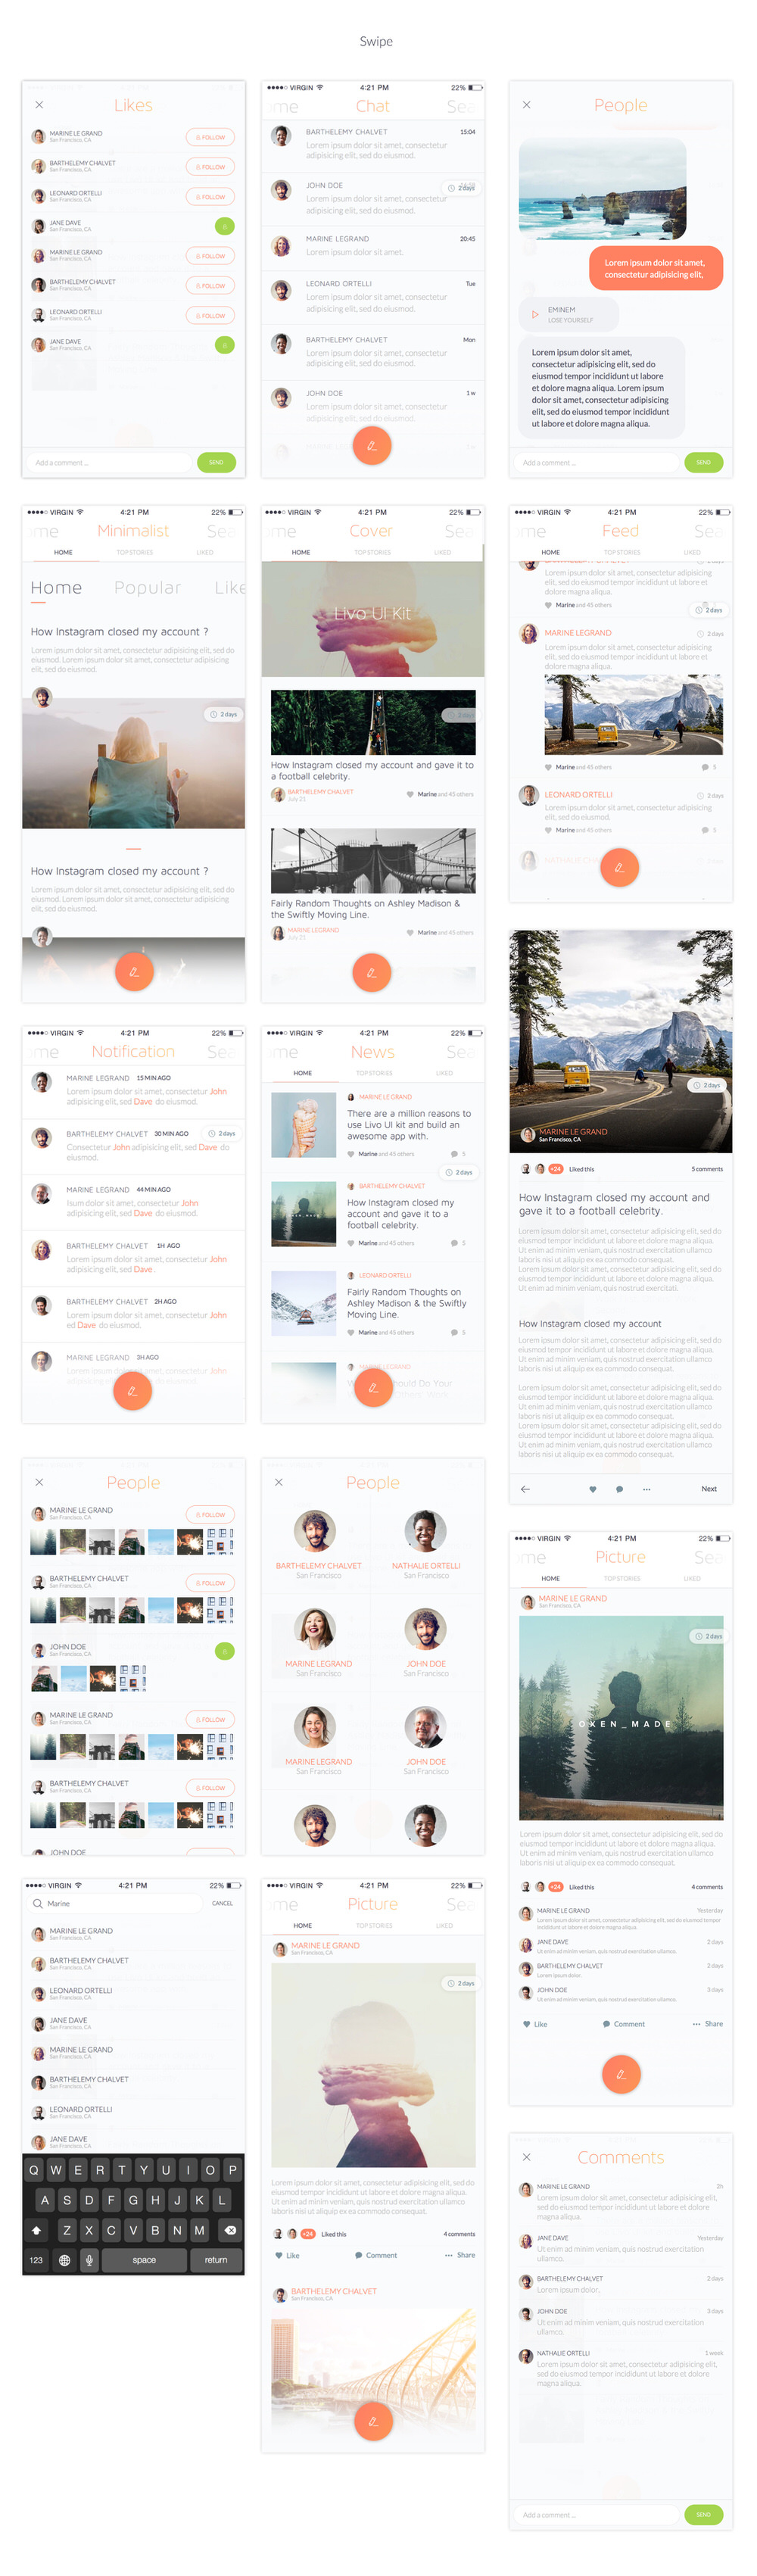 Swipe
Likes
MARINE LE GRAND
San Francisco, CA
FOLLOW
BARTHELEMY CHALVET
San Francisco, CA
FOLLOW
LEONARD ORTELLI
San Francisco, CA
FOLLOW
JANE DAVE
San Francisco, CA
MARINE LE GRAND
San Francisco, CA
FOLLOW
BARTHELEMY CHALVET
San Francisco, CA
FOLLOW
LEONARD ORTELLI
San Francisco, CA
FOLLOW
JANE DAVE
San Francisco, CA
Add a comment ...
SEND
VIRGIN 4:21 PM 22%
ome Chat Sea
BARTHELEMY CHALVET 15:04
Lorem ipsum dolor sit amet, consectetur
adipisicing elit, sed do eiusmod.
JOHN DOE
2 days
Lorem ipsum dolor sit amet, consectetur
adipisicing elit, sed do eiusmod.
MARINE LEGRAND 20:45
Lorem ipsum dolor sit amet.
LEONARD ORTELLI Tue
Lorem ipsum dolor sit amet, consectetur
adipisicing elit, sed do eiusmod.
BARTHELEMY CHALVET Mon
Lorem ipsum dolor sit amet, consectetur
adipisicing elit, sed do eiusmod.
JOHN DOE 1 w
Lorem ipsum dolor sit amet, consectetur
adipisicing elit, sed do eiusmod.
People
Lorem ipsum dolor sit amet,
consectetur adipisicing elit,
EMINEM
LOSE YOURSELF
Lorem ipsum dolor sit amet,
consectetur adipisicing elit, sed do
eiusmod tempor incididunt ut labore
et dolore magna aliqua. Lorem ipsum
dolor sit amet, consectetur adipisicing
elit, sed do eiusmod tempor incididunt
ut labore et dolore magna aliqua.
Add a comment ...
SEND
VIRGIN 4:21 PM 22%
ome Minimalist Sea
HOME TOP STORIES LIKED
Home Popular Like
How Instagram closed my account ?
Lorem ipsum dolor sit amet, consectetur adipisicing elit, sed do
eiusmod. Lorem ipsum dolor sit amet, consectetur adipisicing
elit, sed do eiusmod.
2 days
How Instagram closed my account ?
Lorem ipsum dolor sit amet, consectetur adipisicing elit, sed do
eiusmod. Lorem ipsum dolor sit amet, consectetur adipisicing
elit, sed do eiusmod.
VIRGIN 4:21 PM 22%
ome Cover Sea
HOME TOP STORIES LIKED
Livo UI Kit
How Instagram closed my account and gave it to
a football celebrity.
BARTHELEMY CHALVET
July 21
Marine and 45 others
Fairly Random Thoughts on Ashley Madison &
the Swiftly Moving Line.
MARINE LEGRAND
July 21
Marine and 45 others
VIRGIN 4:21 PM 22%
ome Feed Sea
HOME TOP STORIES LIKED
Lorem ipsum dolor sit amet, consectetur adipisicing
elit, sed do eiusmod tempor incididunt ut labore et
dolore magna aliqua.
Marine and 45 others
2 days
MARINE LEGRAND 2 days
Lorem ipsum dolor sit amet, consectetur adipisicing
elit, sed do eiusmod tempor incididunt ut labore et
dolore magna aliqua.
Marine and 45 others 5
LEONARD ORTELLI 2 days
Lorem ipsum dolor sit amet, consectetur adipisicing
elit, sed do eiusmod.
Marine and 45 others 5
2 days
MARINE LE GRAND
San Francisco, CA
+24 Liked this 5 comments
How Instagram closed my account and
gave it to a football celebrity.
Lorem ipsum dolor sit amet, consectetur adipisicing elit, sed do
eiusmod tempor incididunt ut labore et dolore magna aliqua.
Ut enim ad minim veniam, quis nostrud exercitation ullamco
laboris nisi ut aliquip ex ea commodo consequat.
Lorem ipsum dolor sit amet, consectetur adipisicing elit, sed do
eiusmod tempor incididunt ut labore et dolore magna aliqua.
Ut enim ad minim veniam, quis nostrud exercitati.
How Instagram closed my account
Lorem ipsum dolor sit amet, consectetur adipisicing elit, sed do
eiusmod tempor incididunt ut labore et dolore magna aliqua.
Ut enim ad minim veniam, quis nostrud exercitation ullamco
laboris nisi ut aliquip ex ea commodo consequat.
Lorem ipsum dolor sit amet, consectetur adipisicing elit, sed do
eiusmod tempor incididunt ut labore et dolore magna aliqua.
Ut enim ad minim veniam, quis nostrud exercitation ullamco
laboris nisi ut aliquip ex ea commodo consequat.
Lorem ipsum dolor sit amet, consectetur adipisicing elit, sed do
eiusmod tempor incididunt ut labore et dolore magna aliqua.
Ut enim ad minim veniam, quis nostrud exercitation ullamco
laboris nisi ut aliquip ex ea commodo consequat.
Next
VIRGIN 4:21 PM 22%
ome Notification Sea
MARINE LEGRAND 15 MIN AGO
Lorem ipsum dolor sit amet, consectetur John
adipisicing elit, sed Dave do eiusmod.
BARTHELEMY CHALVET 30 MIN AGO 2 days
Consectetur John adipisicing elit, sed Dave do
eiusmod.
MARINE LEGRAND 44 MIN AGO
Isum dolor sit amet, consectetur John
adipisicing elit, sed Dave do eiusmod.
BARTHELEMY CHALVET 1H AGO
Lorem ipsum dolor sit amet, consectetur John
adipisicing elit, sed Dave .
BARTHELEMY CHALVET 2H AGO
Lorem ipsum dolor sit amet, consectetur John
ed Dave do eiusmod.
MARINE LEGRAND 3H AGO
Lorem ipsum dolor sit amet, consectetur John
VIRGIN 4:21 PM 22%
ome News Sea
HOME TOP STORIES LIKED
MARINE LE GRAND
There are a million reasons to
use Livo UI kit and build an
awesome app with.
Marine and 45 others 5
2 days
BARTHELEMY CHALVET
How Instagram closed my
account and gave it to a
football celebrity.
Marine and 45 others 5
LEONARD ORTELLI
Fairly Random Thoughts on
Ashley Madison & the Swiftly
Moving Line.
Marine and 45 others 5
People
MARINE LE GRAND
San Francisco, CA
FOLLOW
BARTHELEMY CHALVET
San Francisco, CA
FOLLOW
JOHN DOE
San Francisco, CA
MARINE LE GRAND
San Francisco, CA
FOLLOW
BARTHELEMY CHALVET
San Francisco, CA
FOLLOW
JOHN DOE
People
BARTHELEMY CHALVET
San Francisco
NATHALIE ORTELLI
San Francisco
MARINE LEGRAND
San Francisco
JOHN DOE
San Francisco
MARINE LEGRAND
San Francisco
JOHN DOE
San Francisco
VIRGIN 4:21 PM 22%
ome Picture Sea
HOME TOP STORIES LIKED
MARINE LE GRAND
San Francisco, CA
2 days
OXEN_MADE
Lorem ipsum dolor sit amet, consectetur adipisicing elit, sed do
eiusmod tempor incididunt ut labore et dolore magna aliqua.
Ut enim ad minim veniam, quis nostrud exercitation ullamco
laboris nisi ut aliquip ex ea commodo consequat.
+24 Liked this 4 comments
MARINE LE GRAND Yesterday
Lorem ipsum dolor sit amet, consectetur adipisicing elit, sed do eiusmod tempor
incididunt ut labore et dolore magna aliqua.
JANE DAVE 2 days
Ut enim ad minim veniam, quis nostrud exercitation ullamco.
BARTHELEMY CHALVET 2 days
Lorem ipsum dolor.
JOHN DOE 3 days
Ut enim ad minim veniam, quis nostrud exercitation ullamco.
Like Comment Share
VIRGIN 4:21 PM 22%
Marine CANCEL
MARINE LE GRAND
San Francisco, CA
BARTHELEMY CHALVET
San Francisco, CA
LEONARD ORTELLI
San Francisco, CA
JANE DAVE
San Francisco, CA
MARINE LE GRAND
San Francisco, CA
BARTHELEMY CHALVET
San Francisco, CA
LEONARD ORTELLI
San Francisco, CA
JANE DAVE
San Francisco, CA
Q W E R T Y U I O P
A S D F G H J K L
Z X C V B N M
123 space return
VIRGIN 4:21 PM 22%
ome Picture Sea
HOME TOP STORIES LIKED
MARINE LE GRAND
San Francisco, CA
2 days
Lorem ipsum dolor sit amet, consectetur adipisicing elit, sed do
eiusmod tempor incididunt ut labore et dolore magna aliqua.
Ut enim ad minim veniam, quis nostrud exercitation ullamco
laboris nisi ut aliquip ex ea commodo consequat.
+24 Liked this 4 comments
Like Comment Share
BARTHELEMY CHALVET
San Francisco, CA
Comments
MARINE LE GRAND 2h
Lorem ipsum dolor sit amet, consectetur adipisicing elit,
sed do eiusmod tempor incididunt ut labore et dolore
magna aliqua.
JANE DAVE Yesterday
Ut enim ad minim veniam, quis nostrud exercitation
ullamco.
BARTHELEMY CHALVET 2 days
Lorem ipsum dolor.
JOHN DOE 3 days
Ut enim ad minim veniam, quis nostrud exercitation
ullamco.
NATHALIE ORTELLI 1 week
Lorem ipsum dolor sit amet, consectetur adipisicing elit,
sed do eiusmod tempor incididunt ut labore et dolore
magna aliqua.
Add a comment ...
SEND